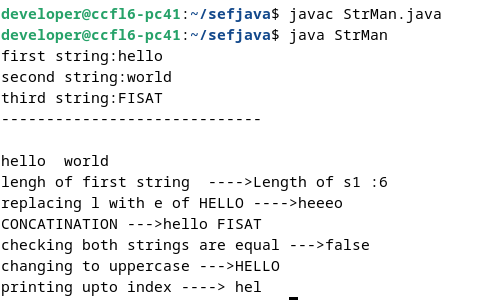 developer@ccfl6-pc41:~/sefjava$ javac StrMan.java
developer@ccfl6-pc41:~/sefjava$ java StrMan
first string:hello
second string:world
third string:FISAT
-----------------------------
hello  world
lengh of first string  ---->Length of s1 :6
replacing l with e of HELLO ---->heeeo
CONCATINATION --->hello FISAT
checking both strings are equal --->false
changing to uppercase --->HELLO
printing upto index ----> hel